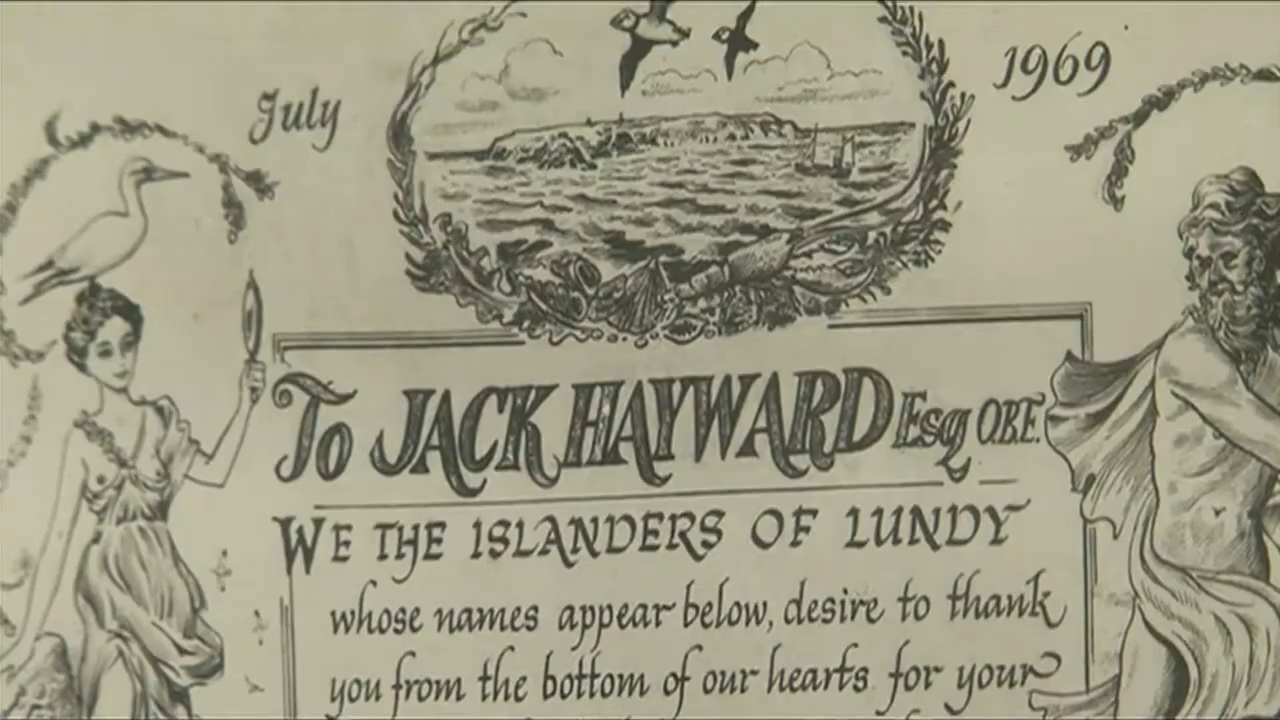 July 1969
To JACK HAYWARD Esq O.B.E.
WE THE ISLANDERS OF LUNDY
whose names appear below, desire to thank
you from the bottom of our hearts for your